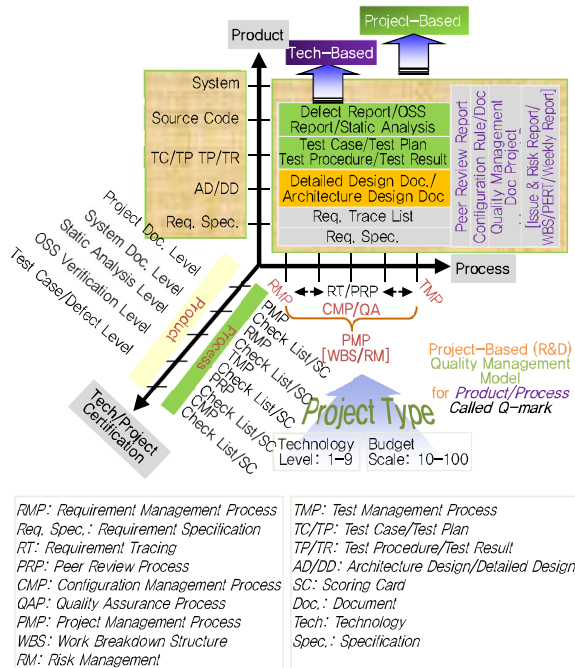 Project-Based
Product
Tech-Based
System
Source Code
TC/TP TP/TR
AD/DD
Req. Spec.
Defect Report/OSS
Report/Static Analysis
Test Case/Test Plan
Test Procedure/Test Result
Detailed Design Doc./
Architecture Design Doc
Req. Trace List
Req. Spec.
Peer Review Report
Configuration Rule/Doc
Quality Management
Doc Project
...
[Issue & Risk Report/
WBS/PERT/Weekly Report]
Process
Project Doc. Level
System Doc. Level
Static Analysis Level
OSS Verification Level
Test Case/Defect Level
Product
Process
Tech/Project
Certification
RMP
RT/PRP
TMP
CMP/QA
PMP
[WBS/RM]
PMP
Check List/SC
RMP
Check List/SC
TMP
Check List/SC
PRP
Check List/SC
CMP
Check List/SC
Project Type
Technology
Level: 1-9
Budget
Scale: 10-100
Project-Based (R&D)
Quality Management
Model
for Product/Process
Called Q-mark
RMP: Requirement Management Process
Req. Spec.: Requirement Specification
RT: Requirement Tracing
PRP: Peer Review Process
CMP: Configuration Management Process
QAP: Quality Assurance Process
PMP: Project Management Process
WBS: Work Breakdown Structure
RM: Risk Management
TMP: Test Management Process
TC/TP: Test Case/Test Plan
TP/TR: Test Procedure/Test Result
AD/DD: Architecture Design/Detailed Design
SC: Scoring Card
Doc.: Document
Tech: Technology
Spec.: Specification